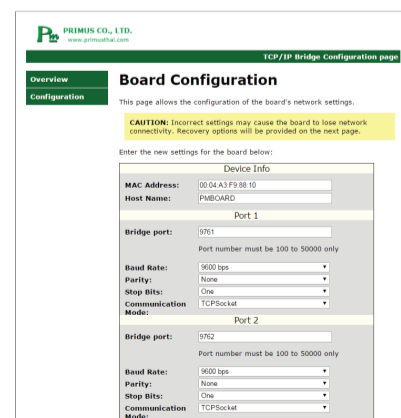 PRIMUS CO., LTD.
www.primusthai.com
TCP/IP Bridge Configuration page
Overview
Configuration
Board Configuration
This page allows the configuration of the board's network settings.
CAUTION: Incorrect settings may cause the board to lose network
connectivity. Recovery options will be provided on the next page.
Enter the new settings for the board below:
Device Info
MAC Address: 00:04:A3:F9:88:10
Host Name: PMBOARD
Port 1
Bridge port: 9761
Port number must be 100 to 50000 only
Baud Rate: 9600 bps
Parity: None
Stop Bits: One
Communication TCPSocket
Mode:
Port 2
Bridge port: 9762
Port number must be 100 to 50000 only
Baud Rate: 9600 bps
Parity: None
Stop Bits: One
Communication TCPSocket
Mode: